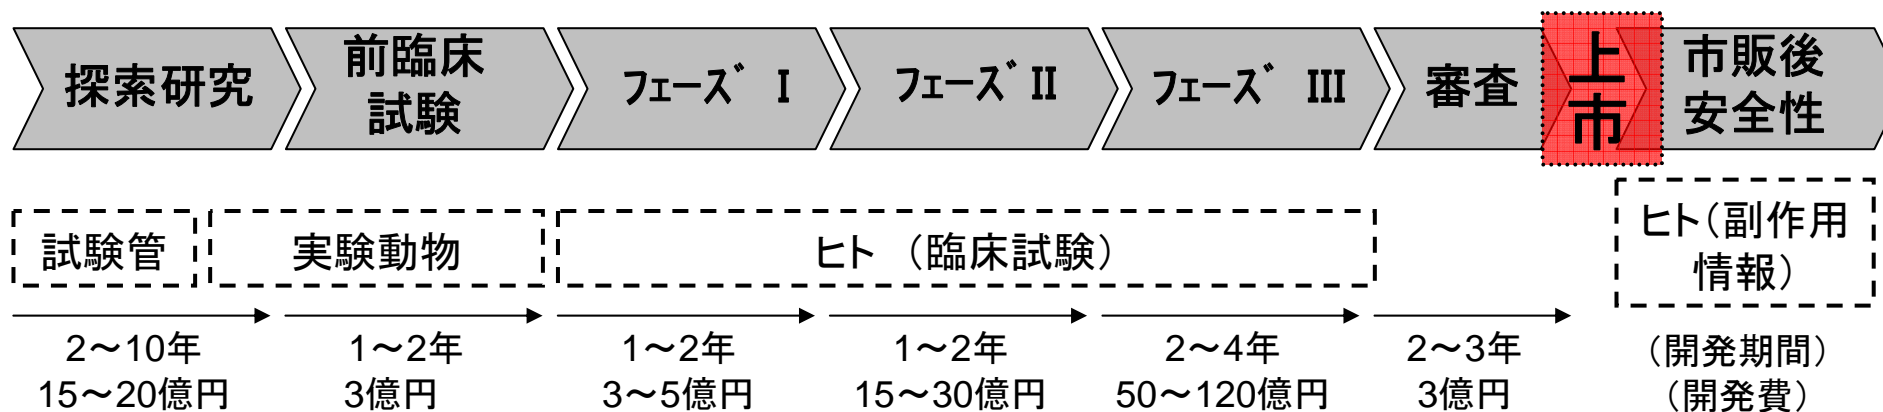 探索研究
前臨床
試験
フェーズ I
フェーズ II
フェーズ III
審査
上
市
市販後
安全性
試験管
実験動物
ヒト （臨床試験）
ヒト（副作用
情報）
2～10年
15～20億円
1～2年
3億円
1～2年
3～5億円
1～2年
15～30億円
2～4年
50～120億円
2～3年
3億円
（開発期間）
（開発費）